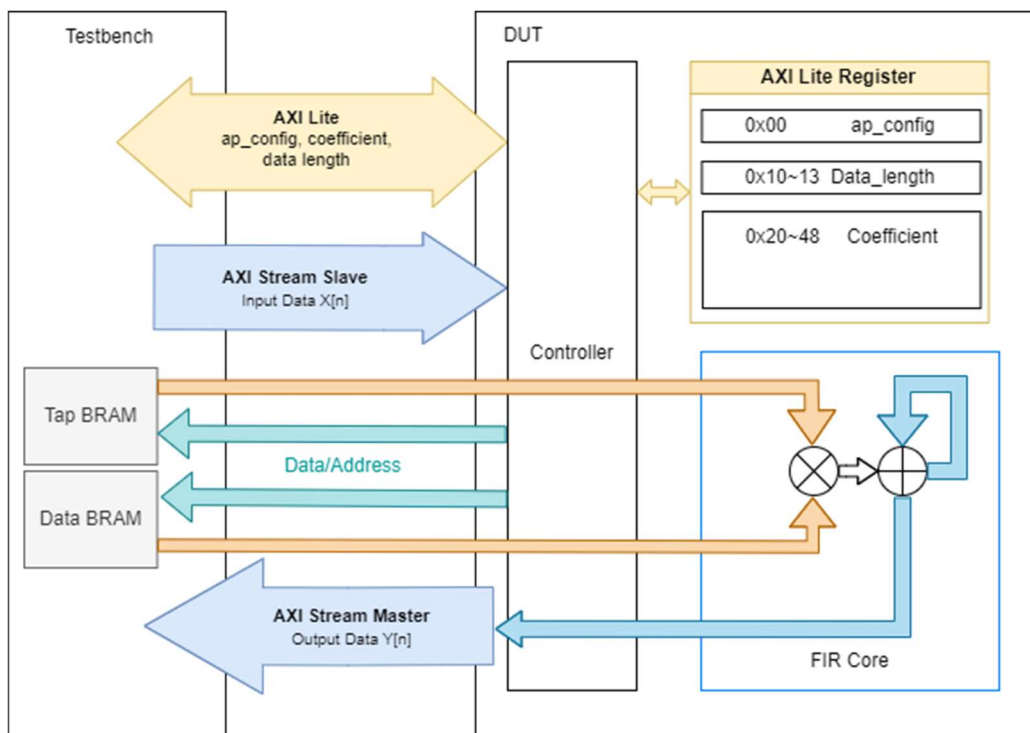 Testbench
DUT
AXI Lite
ap_config, coefficient,
data length
AXI Lite Register
0x00 ap_config
0x10~13 Data_length
0x20~48 Coefficient
AXI Stream Slave
Input Data X[n]
Controller
Tap BRAM
Data/Address
Data BRAM
AXI Stream Master
Output Data Y[n]
FIR Core